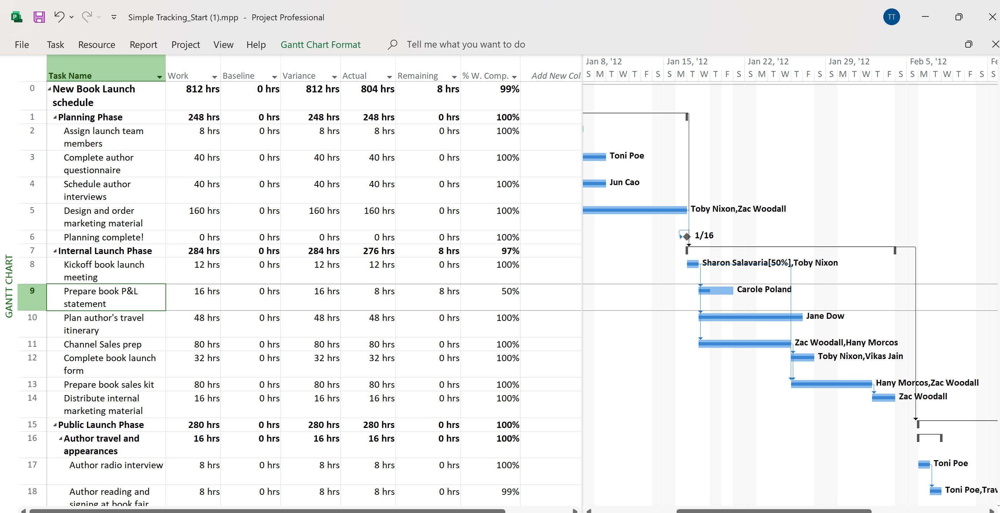 P Simple Tracking_Start (1).mpp - Project Professional TT
File Task Resource Report Project View Help Gantt Chart Format Tell me what you want to do
Jan 8, '12 Jan 15, '12 Jan 22, '12 Jan 29, '12 Feb 5, '12 Fe
Task Name Work Baseline Variance Actual Remaining % W. Comp. Add New Col S M T W T F S S M T W T F S S M T W T F S S M T W T F S S M T W T F S S
0 New Book Launch 812 hrs 0 hrs 812 hrs 804 hrs 8 hrs 99%
schedule
1 Planning Phase 248 hrs 0 hrs 248 hrs 248 hrs 0 hrs 100%
2 Assign launch team 8 hrs 0 hrs 8 hrs 8 hrs 0 hrs 100%
members
3 Complete author 40 hrs 0 hrs 40 hrs 40 hrs 0 hrs 100% Toni Poe
questionnaire
4 Schedule author 40 hrs 0 hrs 40 hrs 40 hrs 0 hrs 100% Jun Cao
interviews
5 Design and order 160 hrs 0 hrs 160 hrs 160 hrs 0 hrs 100% Toby Nixon,Zac Woodall
marketing material
6 Planning complete! 0 hrs 0 hrs 0 hrs 0 hrs 0 hrs 100% 1/16
7 Internal Launch Phase 284 hrs 0 hrs 284 hrs 276 hrs 8 hrs 97%
8 Kickoff book launch 12 hrs 0 hrs 12 hrs 12 hrs 0 hrs 100% Sharon Salavaria[50%],Toby Nixon
meeting
9 Prepare book P&L 16 hrs 0 hrs 16 hrs 8 hrs 8 hrs 50% Carole Poland
statement
10 Plan author's travel 48 hrs 0 hrs 48 hrs 48 hrs 0 hrs 100% Jane Dow
itinerary
11 Channel Sales prep 80 hrs 0 hrs 80 hrs 80 hrs 0 hrs 100% Zac Woodall,Hany Morcos
12 Complete book launch 32 hrs 0 hrs 32 hrs 32 hrs 0 hrs 100% Toby Nixon,Vikas Jain
form
13 Prepare book sales kit 80 hrs 0 hrs 80 hrs 80 hrs 0 hrs 100% Hany Morcos,Zac Woodall
14 Distribute internal 16 hrs 0 hrs 16 hrs 16 hrs 0 hrs 100% Zac Woodall
marketing material
15 Public Launch Phase 280 hrs 0 hrs 280 hrs 280 hrs 0 hrs 100%
16 Author travel and 16 hrs 0 hrs 16 hrs 16 hrs 0 hrs 100%
appearances
17 Author radio interview 8 hrs 0 hrs 8 hrs 8 hrs 0 hrs 100% Toni Poe
18 Author reading and 8 hrs 0 hrs 8 hrs 8 hrs 0 hrs 99% Toni Poe,Trav
signing at book fair
GANTT CHART